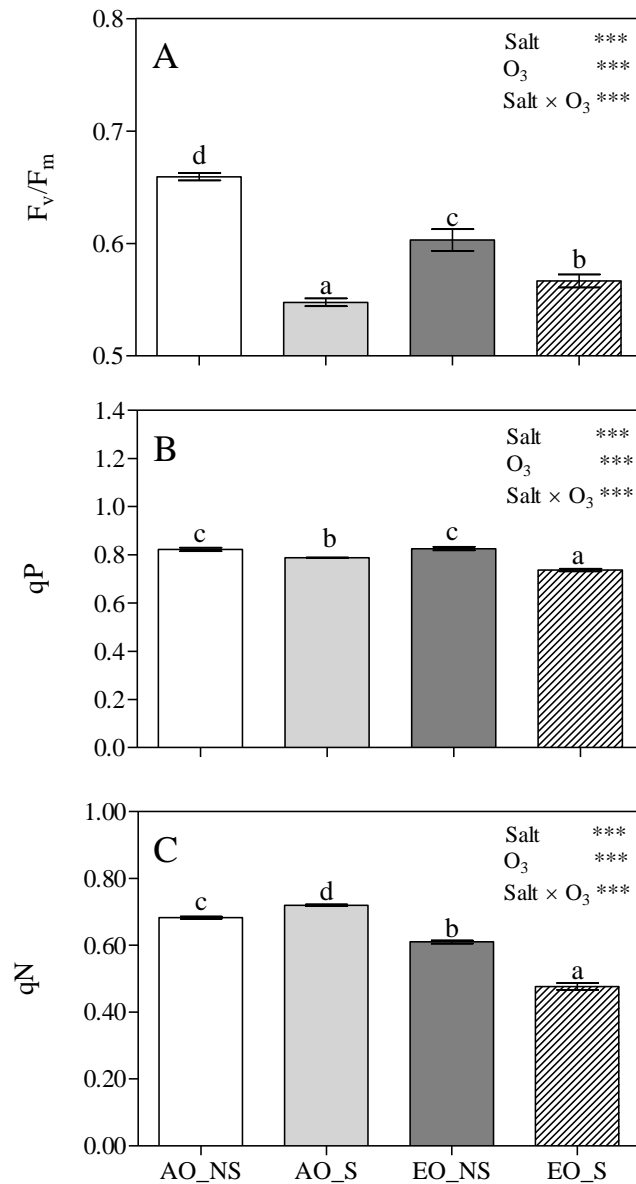 0.8
A
Salt ***
O3 ***
Salt × O3 ***
0.7
d
Fv/Fm
c
0.6
b
a
0.5
1.4
B
Salt ***
O3 ***
Salt × O3 ***
1.2
1.0
c
b
c
0.8
a
qP
0.6
0.4
0.2
0.0
1.00
C
Salt ***
O3 ***
Salt × O3 ***
0.80
c
d
b
0.60
a
qN
0.40
0.20
0.00
AO_NS AO_S EO_NS EO_S